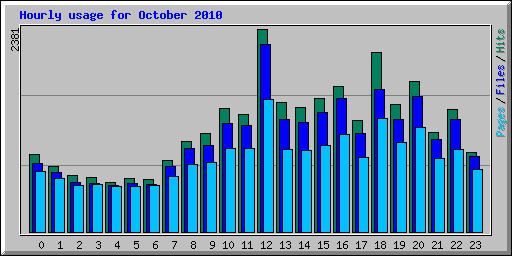 Hourly usage for October 2010
2381
Pages/Files/Hits
0 1 2 3 4 5 6 7 8 9 10 11 12 13 14 15 16 17 18 19 20 21 22 23